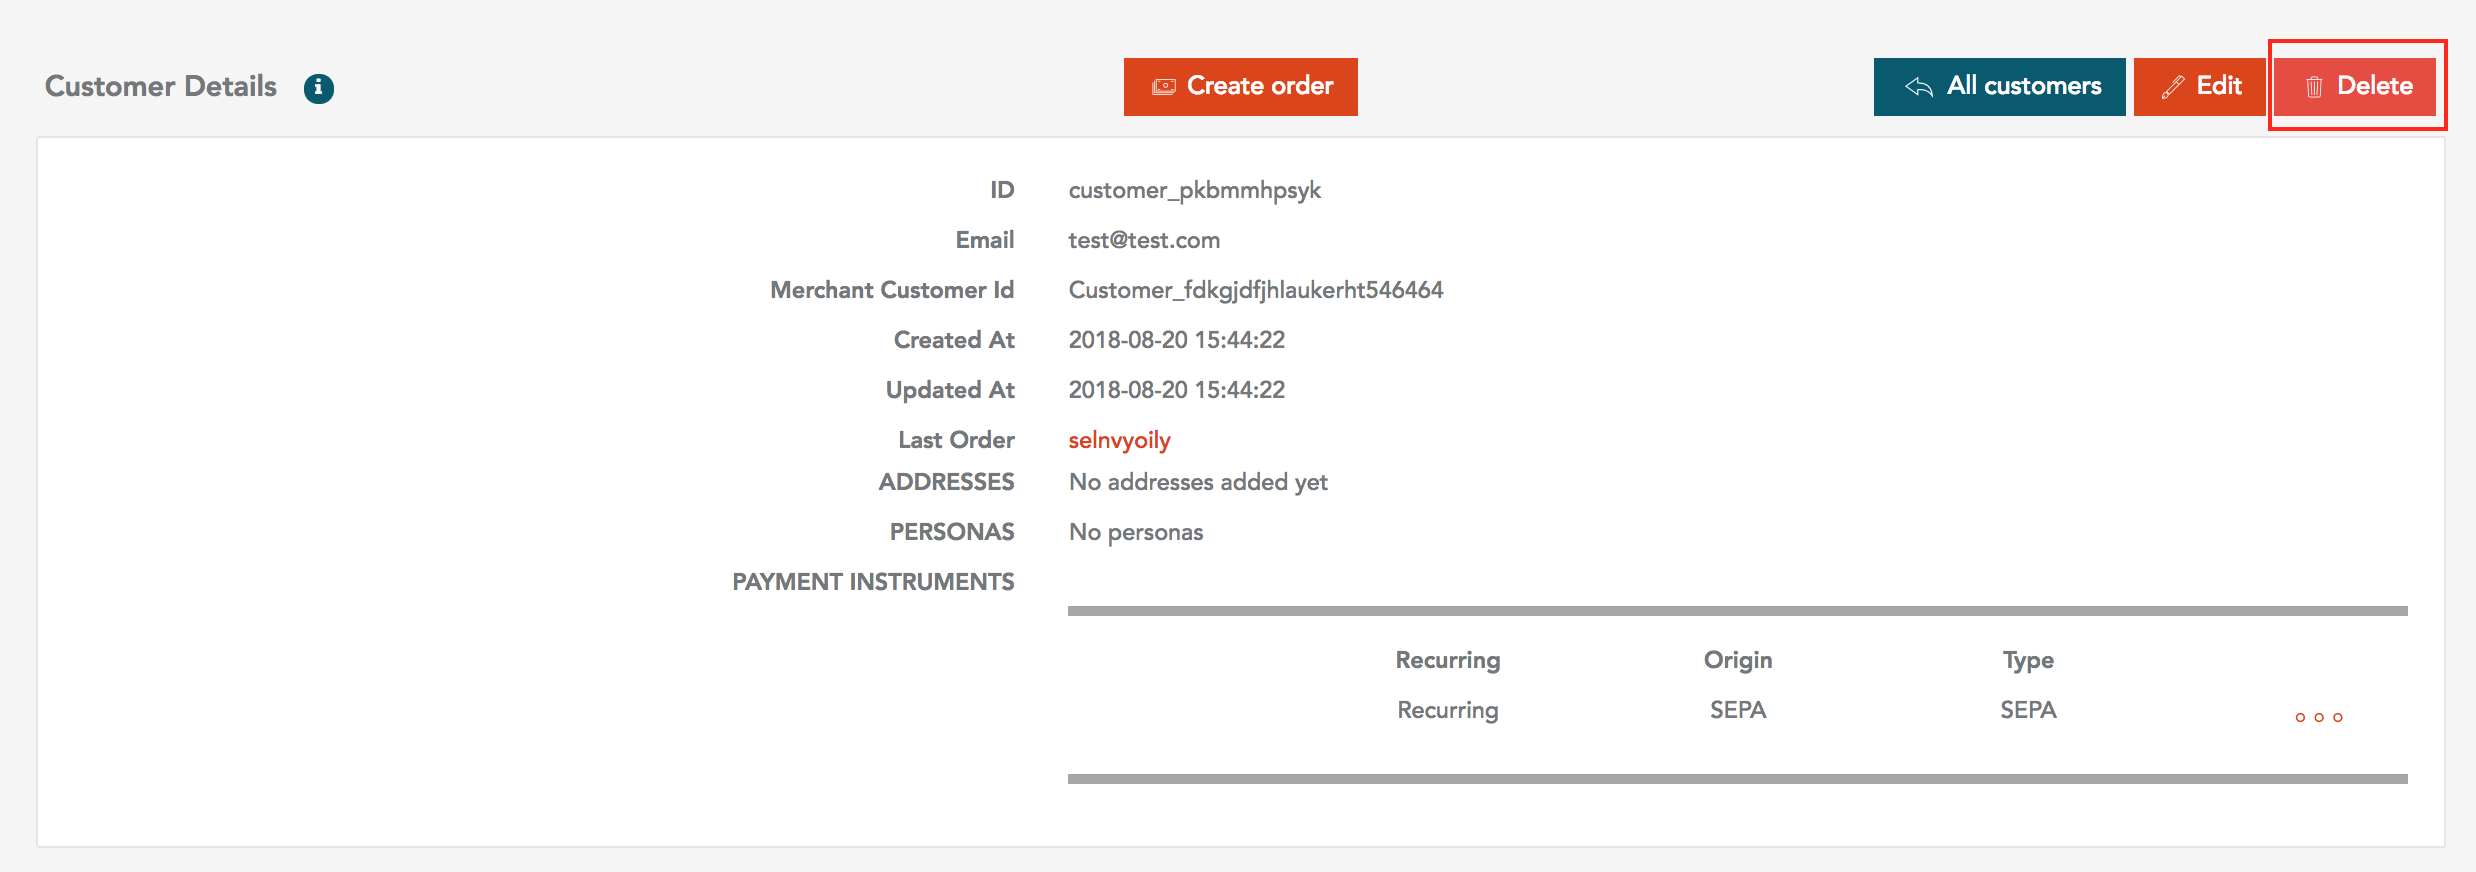 Customer Details
Create order
All customers
Edit
Delete
ID customer_pkbmmhpsyk
Email test@test.com
Merchant Customer Id Customer_fdkgjdfjhlaukerht546464
Created At 2018-08-20 15:44:22
Updated At 2018-08-20 15:44:22
Last Order selnvyoily
ADDRESSES No addresses added yet
PERSONAS No personas
PAYMENT INSTRUMENTS
Recurring Origin Type
Recurring SEPA SEPA